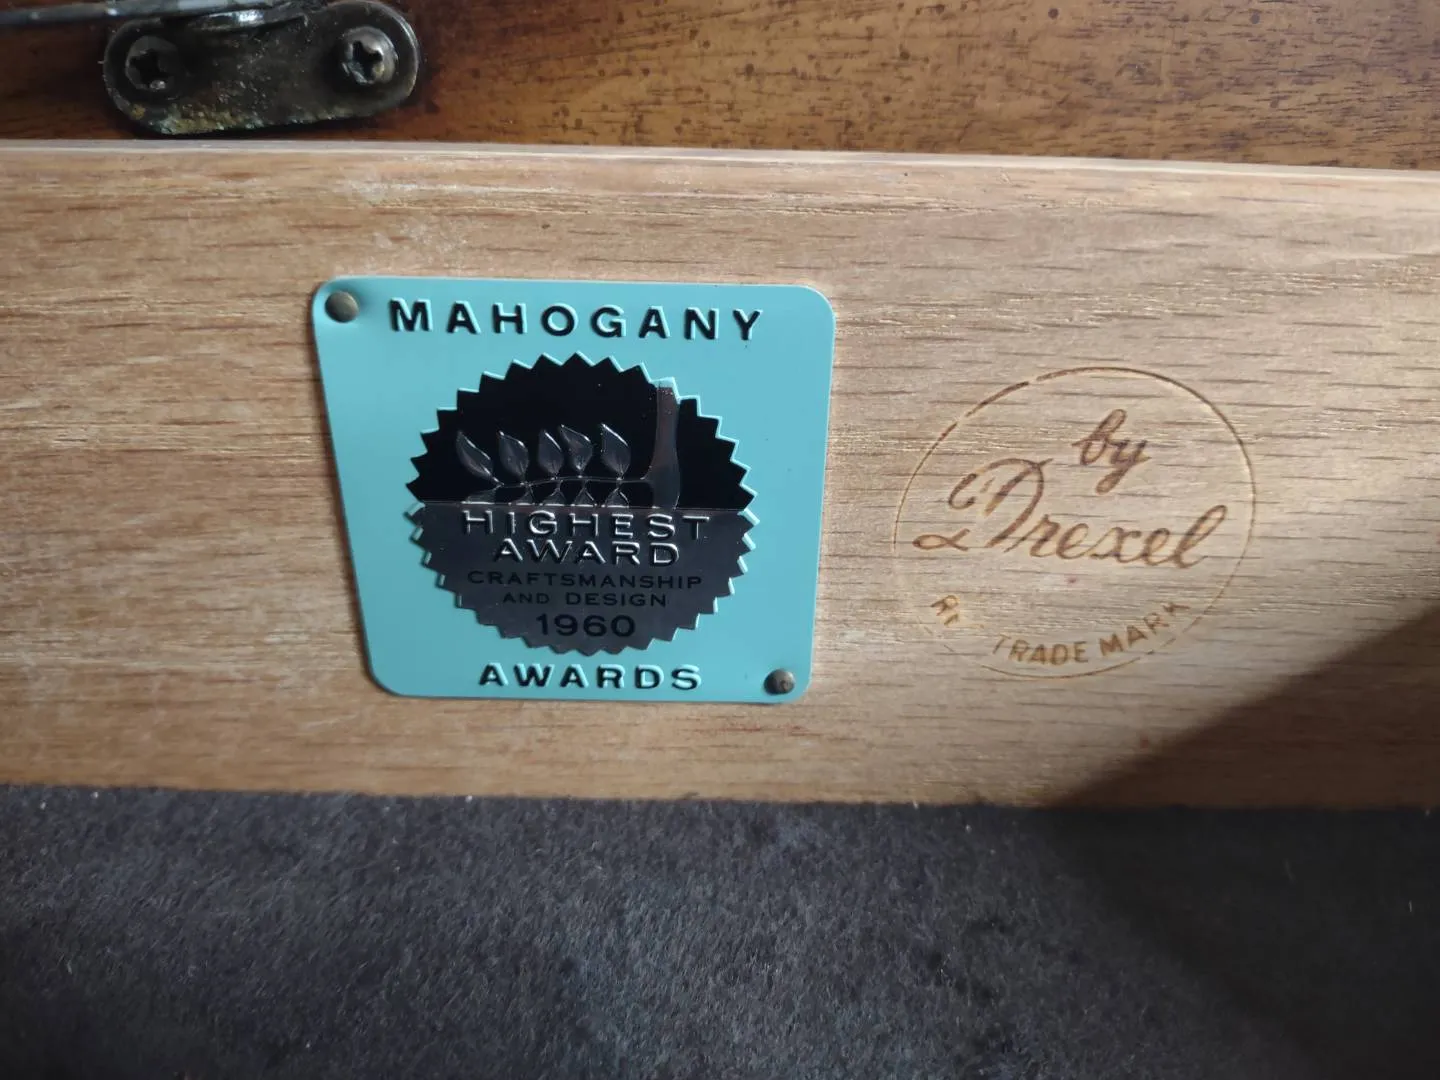 MAHOGANY
HIGHEST
AWARD
CRAFTSMANSHIP
AND DESIGN
1960
AWARDS
by
Drexel
TRADE MARK